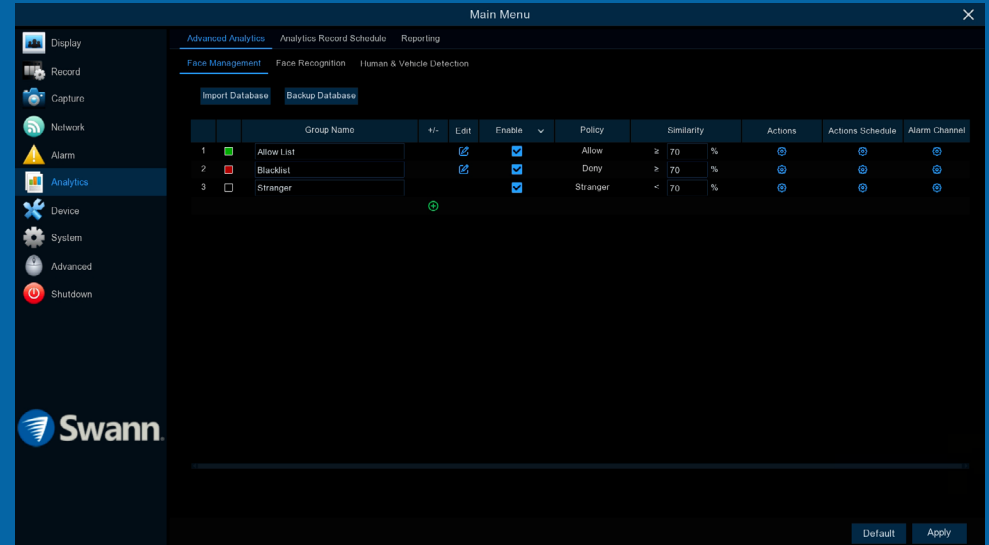 Main Menu
Display
Record
Capture
Network
Alarm
Analytics
Device
System
Advanced
Shutdown
Swann.
Advanced Analytics Analytics Record Schedule Reporting
Face Management Face Recognition Human & Vehicle Detection
Import Database Backup Database
Group Name +/- Edit Enable Policy Similarity Actions Actions Schedule Alarm Channel
1 Allow List Allow ≥ 70 %
2 Blacklist Deny ≥ 70 %
3 Stranger Stranger < 70 %
Default Apply